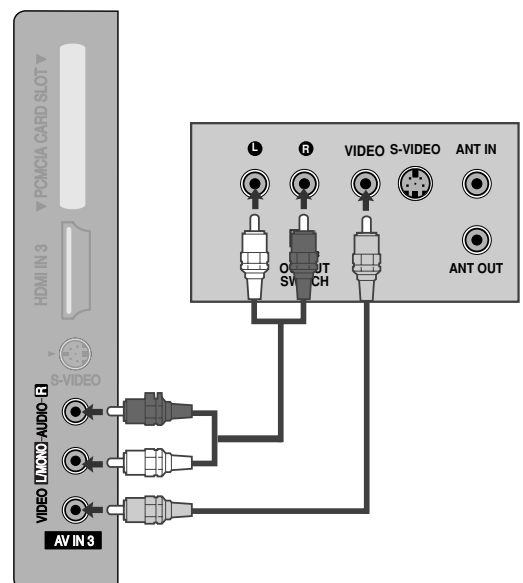 ▼ PCMCIA CARD SLOT ▼
HDMI IN 3
S-VIDEO
VIDEO L/MONO-AUDIO-R
AV IN 3
L R VIDEO S-VIDEO ANT IN
ANT OUT
SWITCH